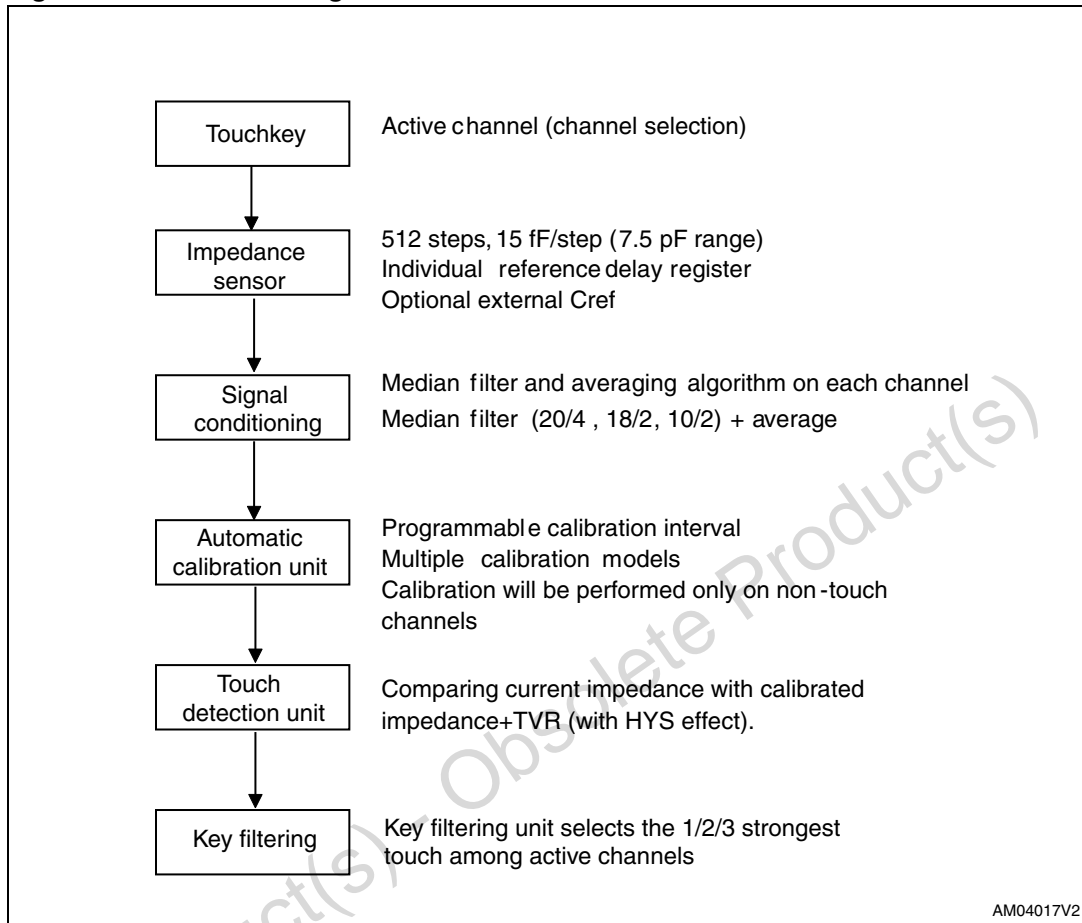 Touchkey
Active channel (channel selection)
Impedance
sensor
512 steps, 15 fF/step (7.5 pF range)
Individual reference delay register
Optional external Cref
Signal
conditioning
Median filter and averaging algorithm on each channel
Median filter (20/4 , 18/2, 10/2) + average
Automatic
calibration unit
Programmable calibration interval
Multiple calibration models
Calibration will be performed only on non-touch
channels
Touch
detection unit
Comparing current impedance with calibrated
impedance+TVR (with HYS effect).
Key filtering
Key filtering unit selects the 1/2/3 strongest
touch among active channels
AM04017V2
ct(s) - Obsolete Product(s)